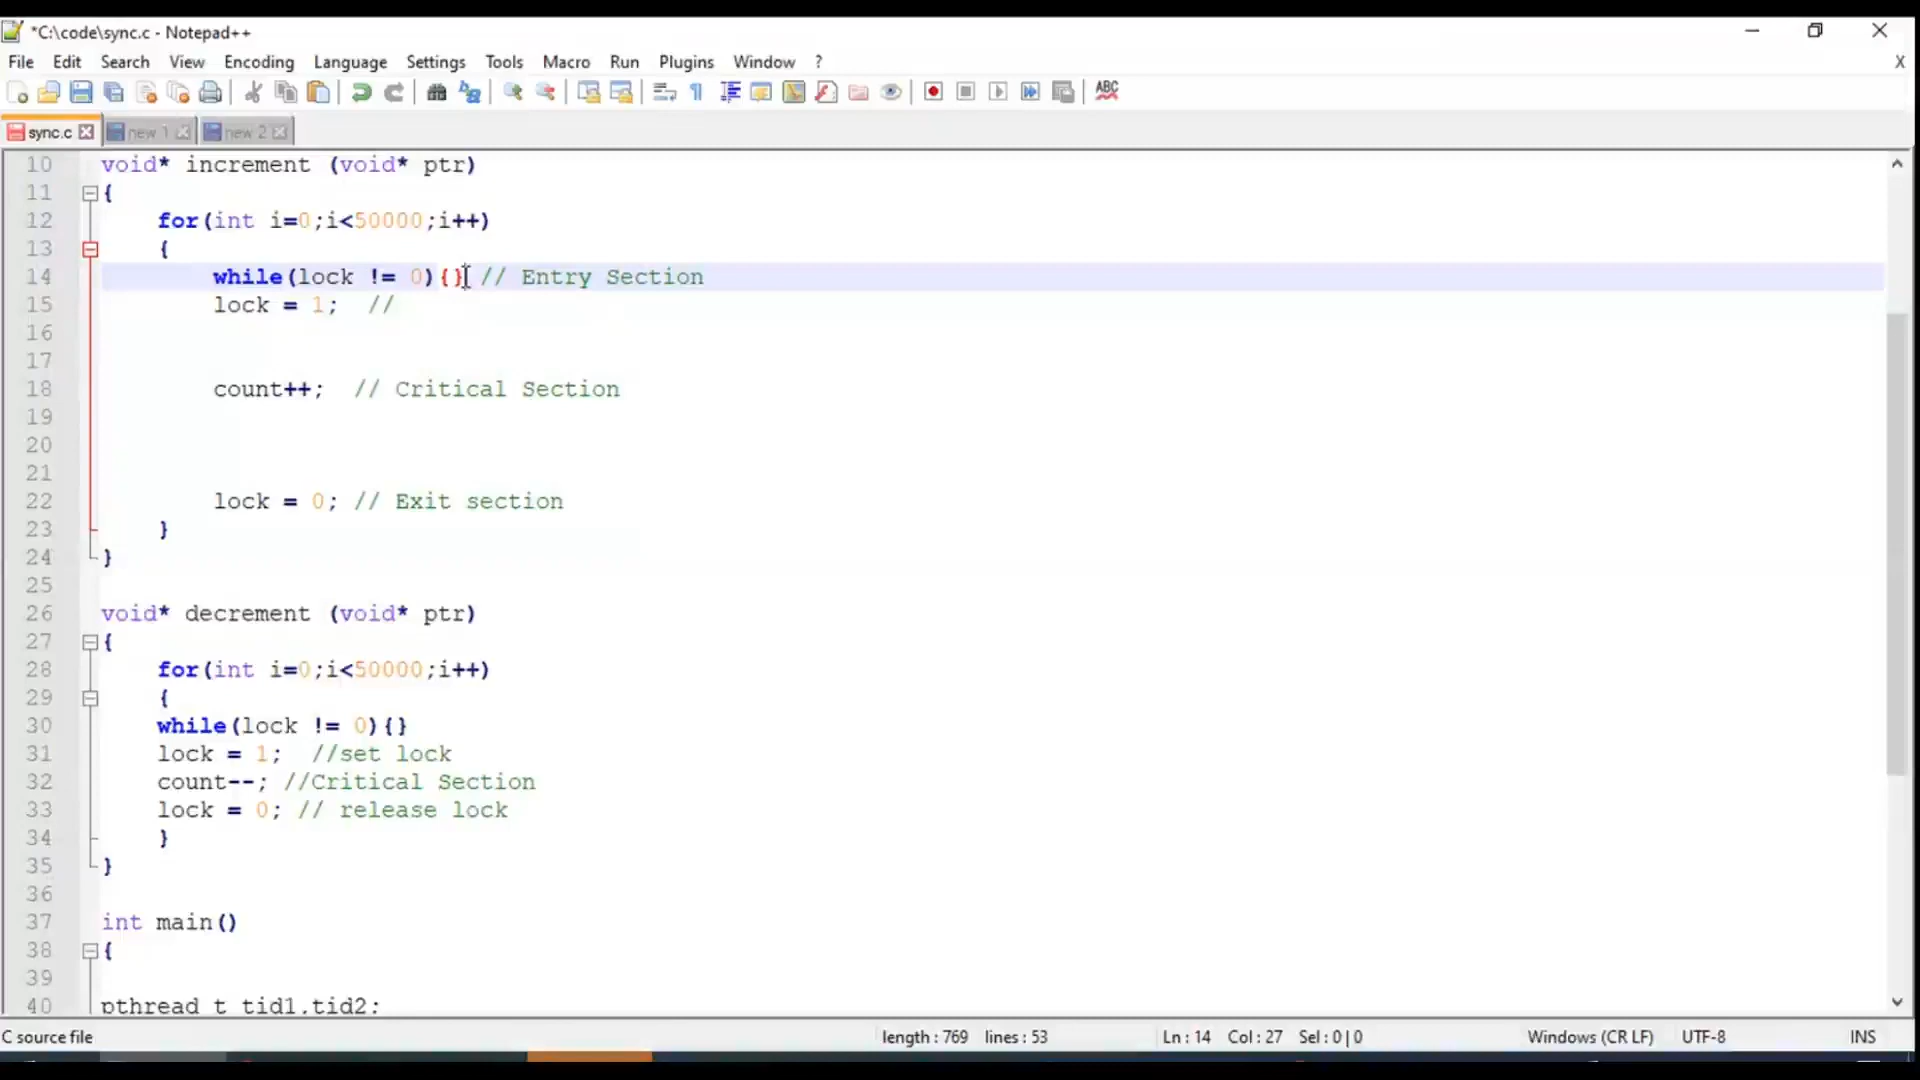 *C:\code\sync.c - Notepad++
File Edit Search View Encoding Language Settings Tools Macro Run Plugins Window ? X
ABC
sync.c new 1 new 2
10 void* increment (void* ptr)
11 {
12 for(int i=0;i<50000;i++)
13 {
14 while(lock != 0){} // Entry Section
15 lock = 1; //
16
17
18 count++; // Critical Section
19
20
21
22 lock = 0; // Exit section
23 }
24 }
25
26 void* decrement (void* ptr)
27 {
28 for(int i=0;i<50000;i++)
29 {
30 while(lock != 0){}
31 lock = 1; //set lock
32 count--; //Critical Section
33 lock = 0; // release lock
34 }
35 }
36
37 int main()
38 {
39
40 pthread_t tid1,tid2;
C source file length : 769 lines : 53 Ln : 14 Col : 27 Sel : 0 | 0 Windows (CR LF) UTF-8 INS